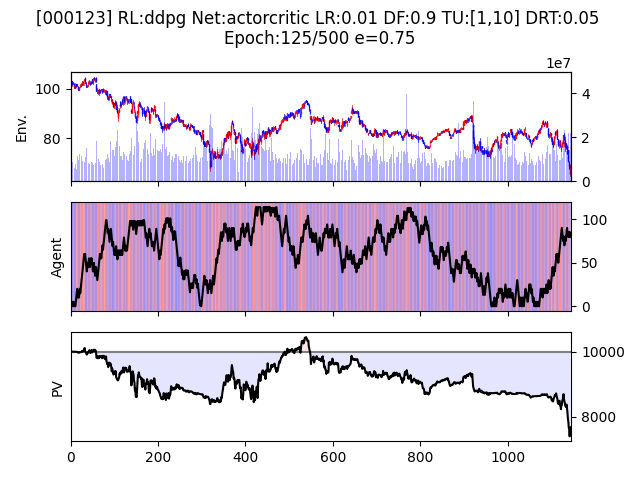 [000123] RL:ddpg Net:actorcritic LR:0.01 DF:0.9 TU:[1,10] DRT:0.05
Epoch:125/500 e=0.75
1e7
100
80
Env.
4
2
0
Agent
100
50
0
PV
10000
8000
0 200 400 600 800 1000